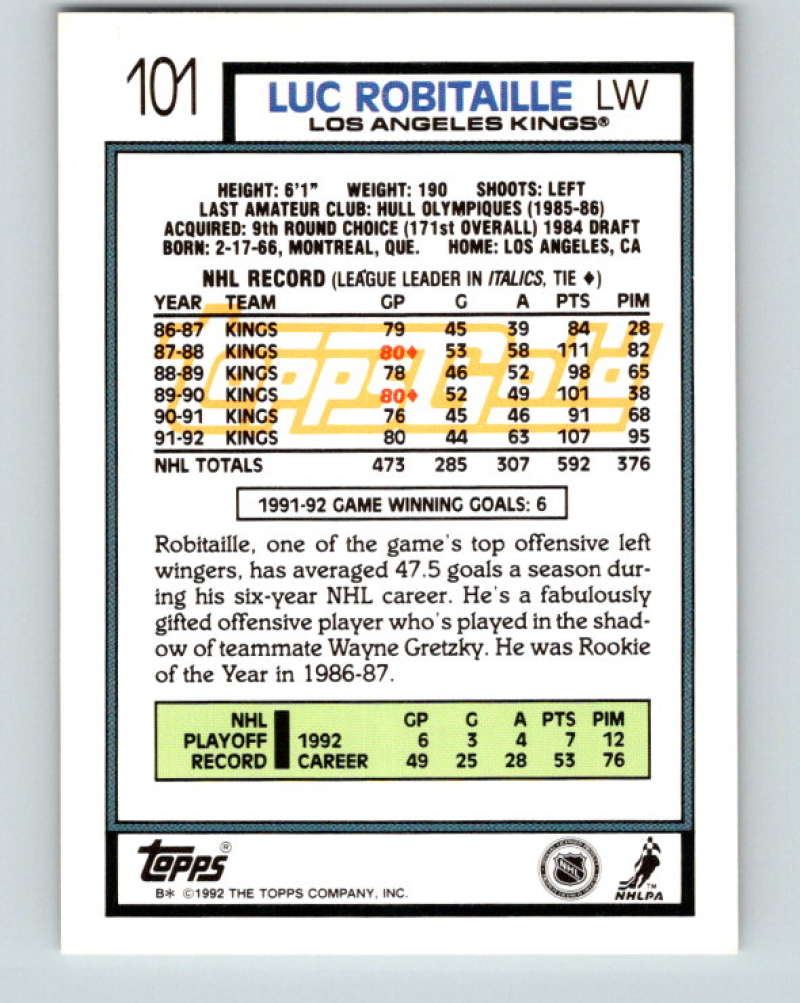 101
LUC ROBITAILLE LW
LOS ANGELES KINGS®
HEIGHT: 6'1" WEIGHT: 190 SHOOTS: LEFT
LAST AMATEUR CLUB: HULL OLYMPIQUES (1985-86)
ACQUIRED: 9th ROUND CHOICE (171st OVERALL) 1984 DRAFT
BORN: 2-17-66, MONTREAL, QUE. HOME: LOS ANGELES, CA
NHL RECORD (LEAGUE LEADER IN ITALICS, TIE ♦)
YEAR TEAM GP G A PTS PIM
86-87 KINGS 79 45 39 84 28
87-88 KINGS 80♦ 53 58 111 82
88-89 KINGS 78 46 52 98 65
89-90 KINGS 80♦ 52 49 101 38
90-91 KINGS 76 45 46 91 68
91-92 KINGS 80 44 63 107 95
ToppsGold
NHL TOTALS 473 285 307 592 376
1991-92 GAME WINNING GOALS: 6
Robitaille, one of the game's top offensive left
wingers, has averaged 47.5 goals a season dur-
ing his six-year NHL career. He's a fabulously
gifted offensive player who's played in the shad-
ow of teammate Wayne Gretzky. He was Rookie
of the Year in 1986-87.
NHL GP G A PTS PIM
PLAYOFF 1992 6 3 4 7 12
RECORD CAREER 49 25 28 53 76
TOPPS®
B* ©1992 THE TOPPS COMPANY, INC.
NHL
NHLPA™